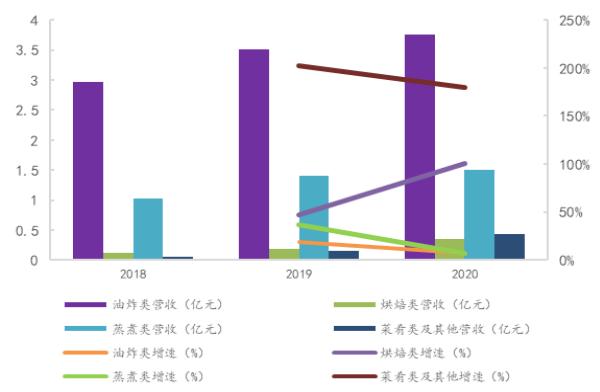 4
3.5
3
2.5
2
1.5
1
0.5
0
250%
200%
150%
100%
50%
0%
2018
2019
2020
油炸类营收（亿元）
烘焙类营收（亿元）
蒸煮类营收（亿元）
菜肴类及其他营收（亿元）
油炸类增速（%）
烘焙类增速（%）
蒸煮类增速（%）
菜肴类及其他增速（%）